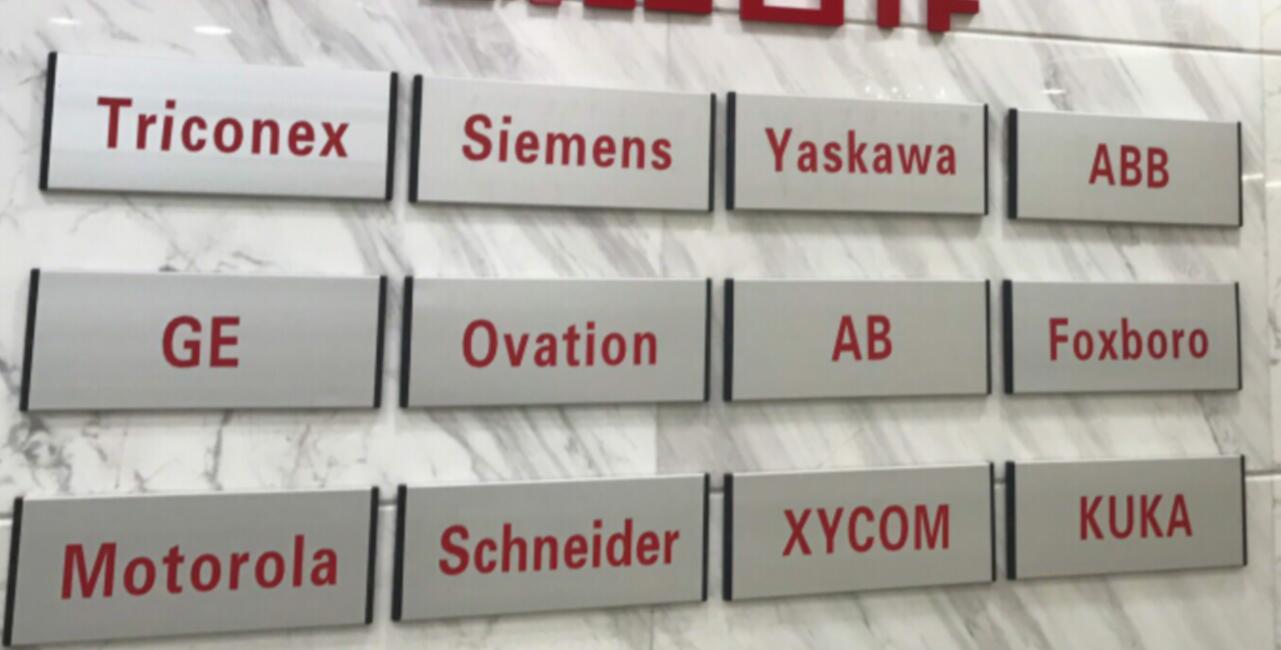 Triconex Siemens Yaskawa ABB
GE Ovation AB Foxboro
Motorola Schneider XYCOM KUKA